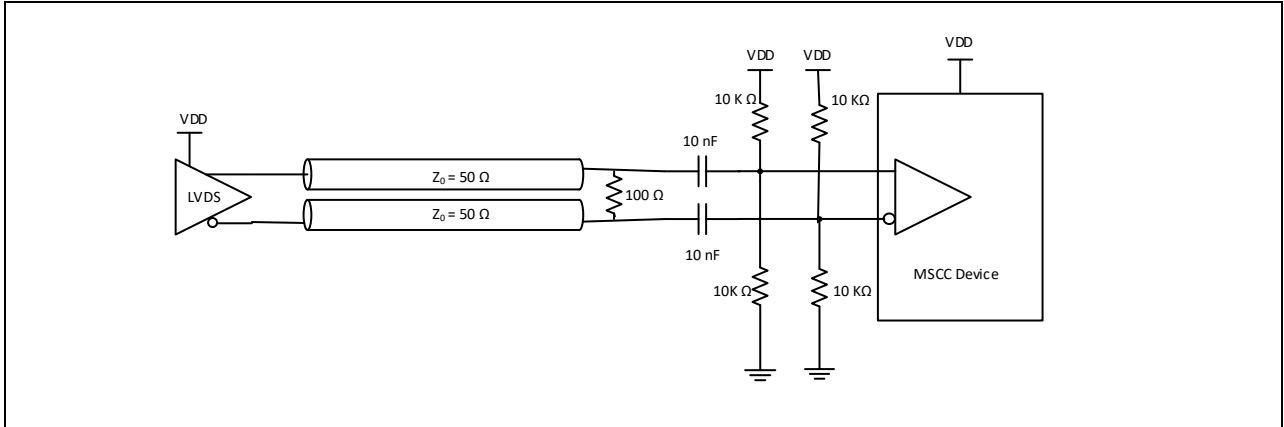 VDD
VDD
VDD
VDD
10 K Ω
10 KΩ
10 nF
LVDS
Z0 = 50 Ω
100 Ω
Z0 = 50 Ω
10 nF
MSCC Device
10K Ω
10 KΩ